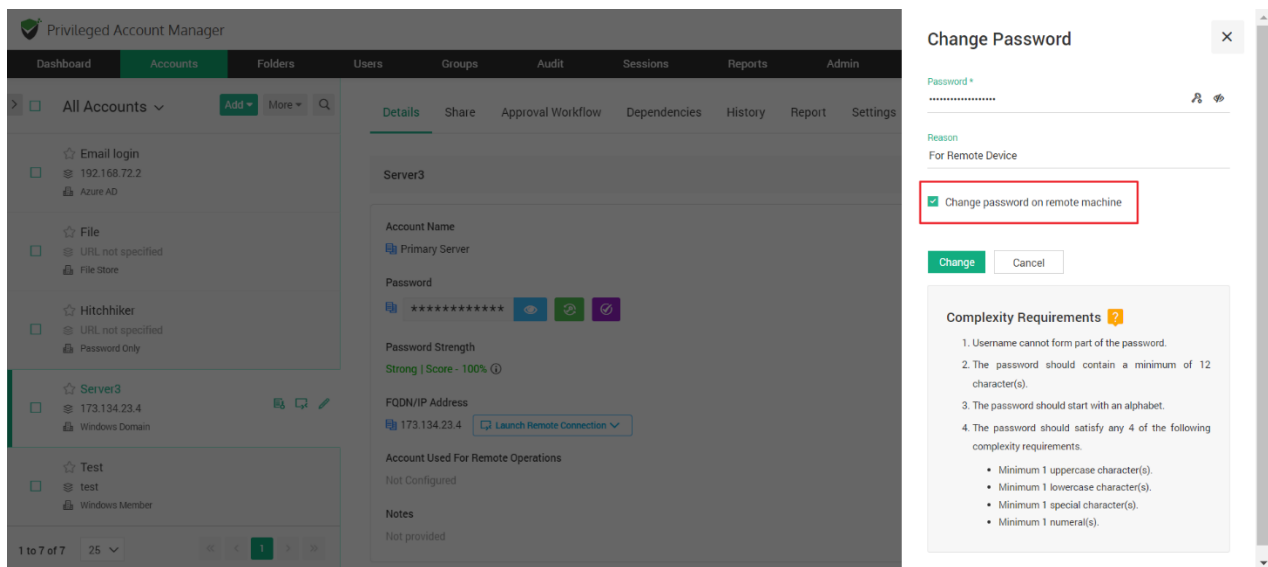 Privileged Account Manager
Dashboard Accounts Folders Users Groups Audit Sessions Reports Admin
All Accounts
Add More
Email login
192.168.72.2
Azure AD
File
URL not specified
File Store
Hitchhiker
URL not specified
Password Only
Server3
173.134.23.4
Windows Domain
Test
test
Windows Member
1 to 7 of 7 25 « < 1 > »
Details Share Approval Workflow Dependencies History Report Settings
Server3
Account Name
Primary Server
Password
************
Password Strength
Strong | Score - 100%
FQDN/IP Address
173.134.23.4 Launch Remote Connection
Account Used For Remote Operations
Not Configured
Notes
Not provided
Change Password
Password *
•••••••••••••••••••
Reason
For Remote Device
Change password on remote machine
Change Cancel
Complexity Requirements ?
1. Username cannot form part of the password.
2. The password should contain a minimum of 12
character(s).
3. The password should start with an alphabet.
4. The password should satisfy any 4 of the following
complexity requirements.
• Minimum 1 uppercase character(s).
• Minimum 1 lowercase character(s).
• Minimum 1 special character(s).
• Minimum 1 numeral(s).